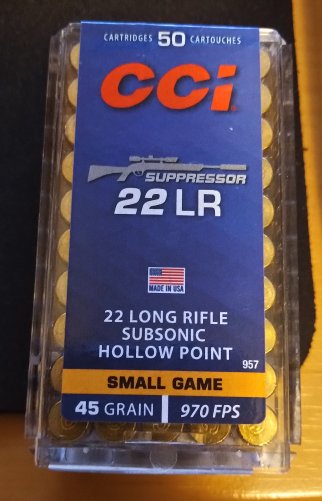 CARTRIDGES 50 CARTOUCHES
CCI
SUPPRESSOR
22 LR
MADE IN USA
22 LONG RIFLE
SUBSONIC
HOLLOW POINT
957
SMALL GAME
45 GRAIN | 970 FPS